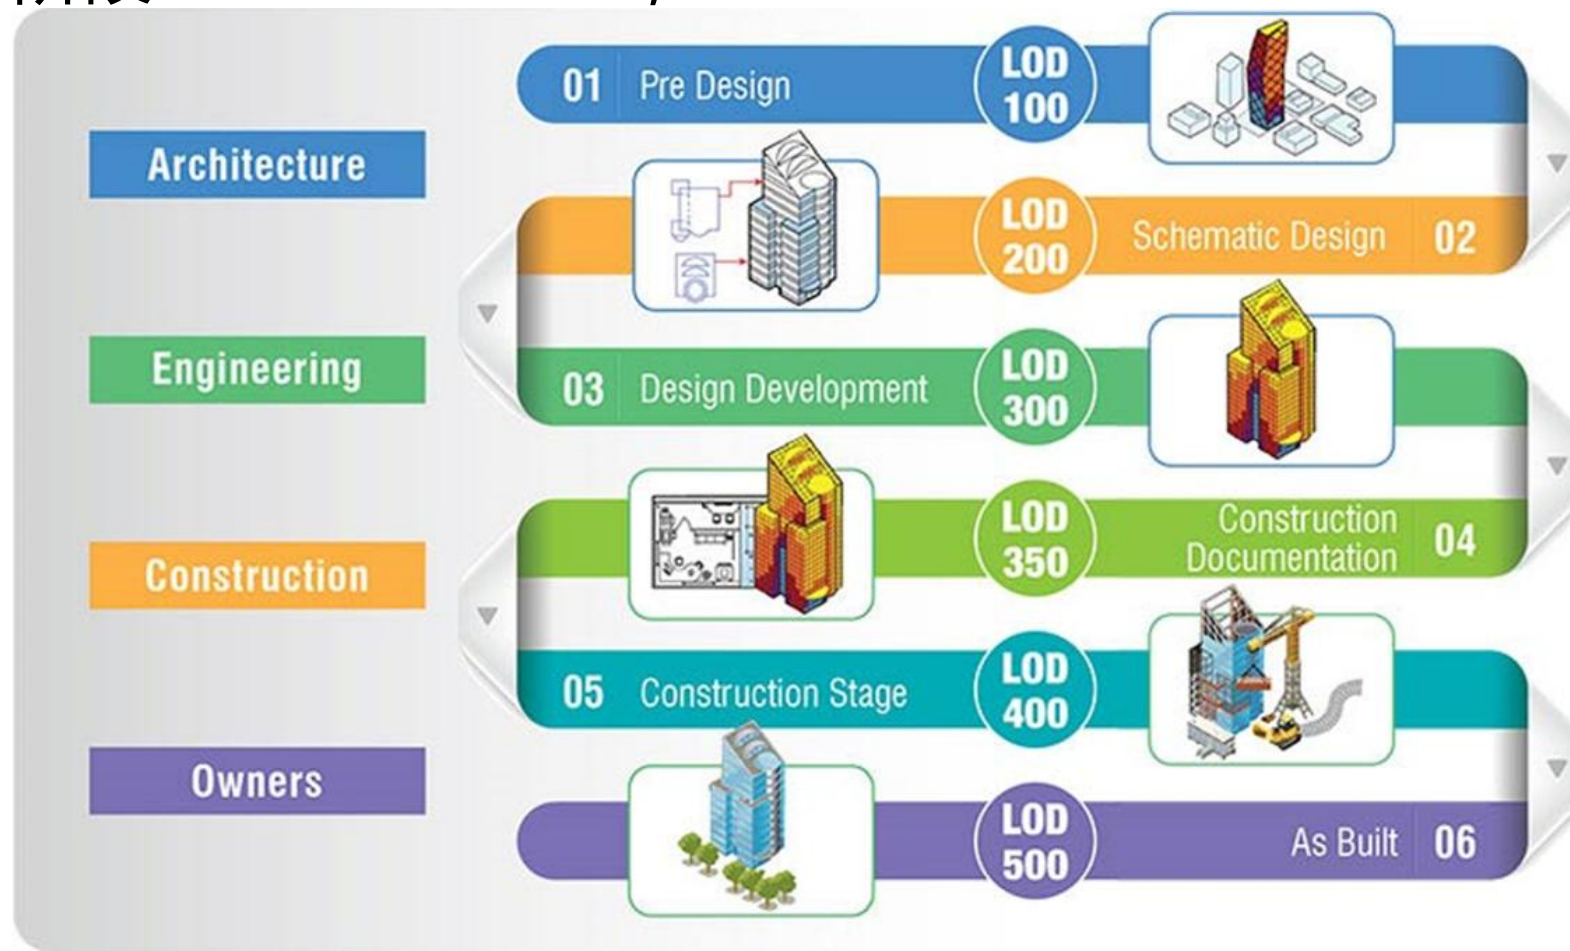 Architecture
Engineering
Construction
Owners
01 Pre Design
LOD
100
LOD
200
Schematic Design 02
03 Design Development
LOD
300
LOD
350
Construction
Documentation 04
05 Construction Stage
LOD
400
LOD
500
As Built 06